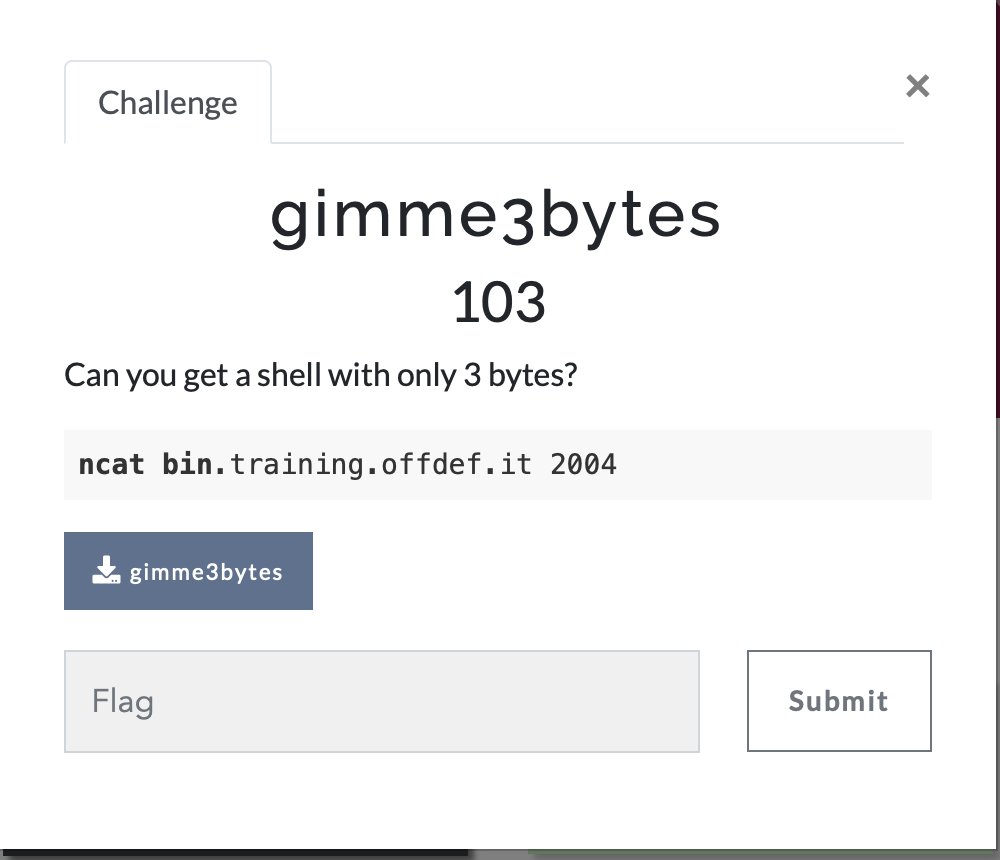 Challenge
×
gimme3bytes
103
Can you get a shell with only 3 bytes?
ncat bin.training.offdef.it 2004
gimme3bytes
Flag
Submit